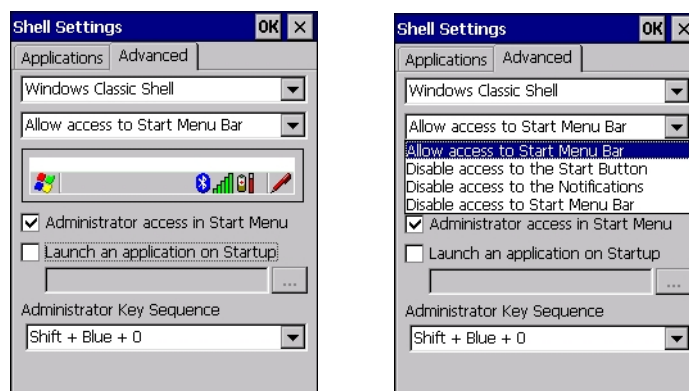 Shell Settings OK ×
Applications Advanced
Windows Classic Shell
Allow access to Start Menu Bar
Administrator access in Start Menu
Launch an application on Startup
...
Administrator Key Sequence
Shift + Blue + 0
Shell Settings OK ×
Applications Advanced
Windows Classic Shell
Allow access to Start Menu Bar
Allow access to Start Menu Bar
Disable access to the Start Button
Disable access to the Notifications
Disable access to Start Menu Bar
Administrator access in Start Menu
Launch an application on Startup
...
Administrator Key Sequence
Shift + Blue + 0